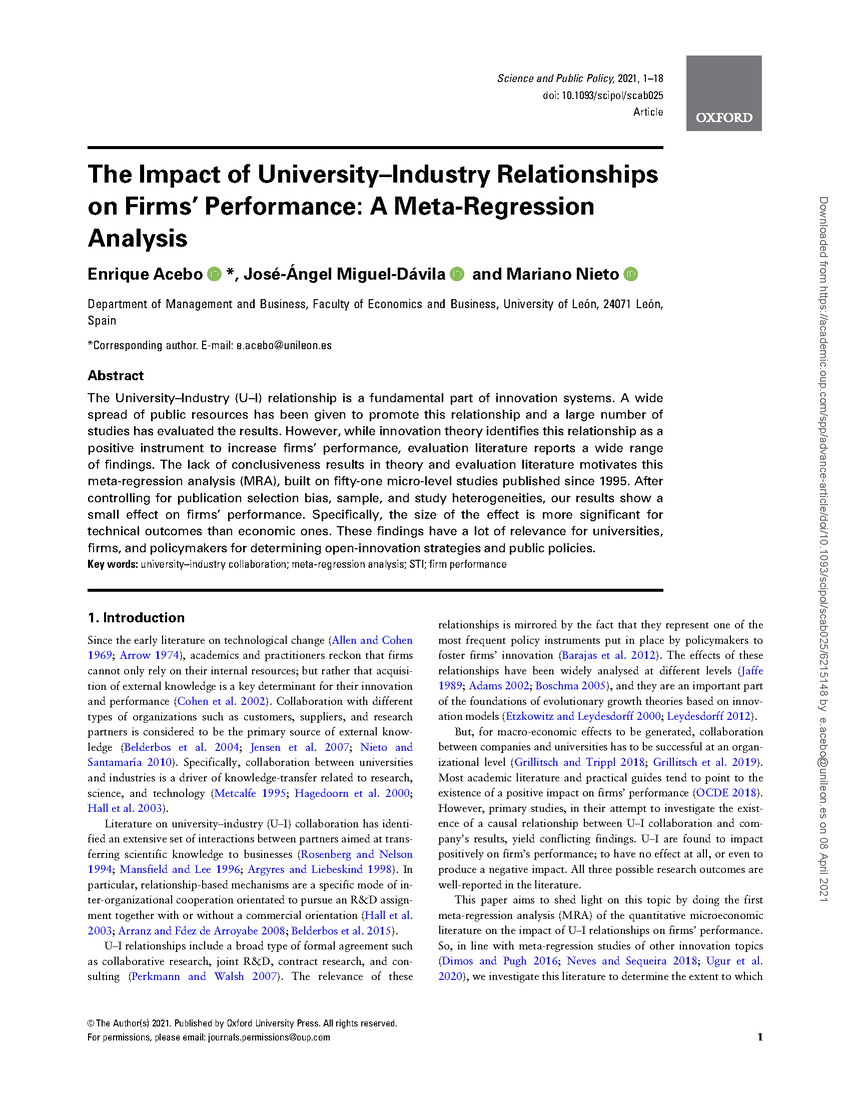 Science and Public Policy, 2021, 1–18
doi: 10.1093/scipol/scab025
Article
OXFORD
The Impact of University–Industry Relationships
on Firms’ Performance: A Meta-Regression
Analysis
Enrique Acebo *, José-Ángel Miguel-Dávila and Mariano Nieto
Department of Management and Business, Faculty of Economics and Business, University of León, 24071 León,
Spain
*Corresponding author. E-mail: e.acebo@unileon.es
Abstract
The University–Industry (U–I) relationship is a fundamental part of innovation systems. A wide
spread of public resources has been given to promote this relationship and a large number of
studies has evaluated the results. However, while innovation theory identifies this relationship as a
positive instrument to increase firms’ performance, evaluation literature reports a wide range
of findings. The lack of conclusiveness results in theory and evaluation literature motivates this
meta-regression analysis (MRA), built on fifty-one micro-level studies published since 1995. After
controlling for publication selection bias, sample, and study heterogeneities, our results show a
small effect on firms’ performance. Specifically, the size of the effect is more significant for
technical outcomes than economic ones. These findings have a lot of relevance for universities,
firms, and policymakers for determining open-innovation strategies and public policies.
Key words: university–industry collaboration; meta-regression analysis; STI; firm performance
1. Introduction
Since the early literature on technological change (Allen and Cohen
1969; Arrow 1974), academics and practitioners reckon that firms
cannot only rely on their internal resources; but rather that acquisi-
tion of external knowledge is a key determinant for their innovation
and performance (Cohen et al. 2002). Collaboration with different
types of organizations such as customers, suppliers, and research
partners is considered to be the primary source of external know-
ledge (Belderbos et al. 2004; Jensen et al. 2007; Nieto and
Santamaría 2010). Specifically, collaboration between universities
and industries is a driver of knowledge-transfer related to research,
science, and technology (Metcalfe 1995; Hagedoorn et al. 2000;
Hall et al. 2003).
Literature on university–industry (U–I) collaboration has identi-
fied an extensive set of interactions between partners aimed at trans-
ferring scientific knowledge to businesses (Rosenberg and Nelson
1994; Mansfield and Lee 1996; Argyres and Liebeskind 1998). In
particular, relationship-based mechanisms are a specific mode of in-
ter-organizational cooperation orientated to pursue an R&D assign-
ment together with or without a commercial orientation (Hall et al.
2003; Arranz and Fdez de Arroyabe 2008; Belderbos et al. 2015).
U–I relationships include a broad type of formal agreement such
as collaborative research, joint R&D, contract research, and con-
sulting (Perkmann and Walsh 2007). The relevance of these
relationships is mirrored by the fact that they represent one of the
most frequent policy instruments put in place by policymakers to
foster firms’ innovation (Barajas et al. 2012). The effects of these
relationships have been widely analysed at different levels (Jaffe
1989; Adams 2002; Boschma 2005), and they are an important part
of the foundations of evolutionary growth theories based on innov-
ation models (Etzkowitz and Leydesdorff 2000; Leydesdorff 2012).
But, for macro-economic effects to be generated, collaboration
between companies and universities has to be successful at an organ-
izational level (Grillitsch and Trippl 2018; Grillitsch et al. 2019).
Most academic literature and practical guides tend to point to the
existence of a positive impact on firms’ performance (OCDE 2018).
However, primary studies, in their attempt to investigate the exist-
ence of a causal relationship between U–I collaboration and com-
pany’s results, yield conflicting findings. U–I are found to impact
positively on firm’s performance; to have no effect at all, or even to
produce a negative impact. All three possible research outcomes are
well-reported in the literature.
This paper aims to shed light on this topic by doing the first
meta-regression analysis (MRA) of the quantitative microeconomic
literature on the impact of U–I relationships on firms’ performance.
So, in line with meta-regression studies of other innovation topics
(Dimos and Pugh 2016; Neves and Sequeira 2018; Ugur et al.
2020), we investigate this literature to determine the extent to which
© The Author(s) 2021. Published by Oxford University Press. All rights reserved.
For permissions, please email: journals.permissions@oup.com
1
Downloaded from https://academic.oup.com/spp/advance-article/doi/10.1093/scipol/scab025/6215148 by e.acebo@unileon.es on 08 April 2021